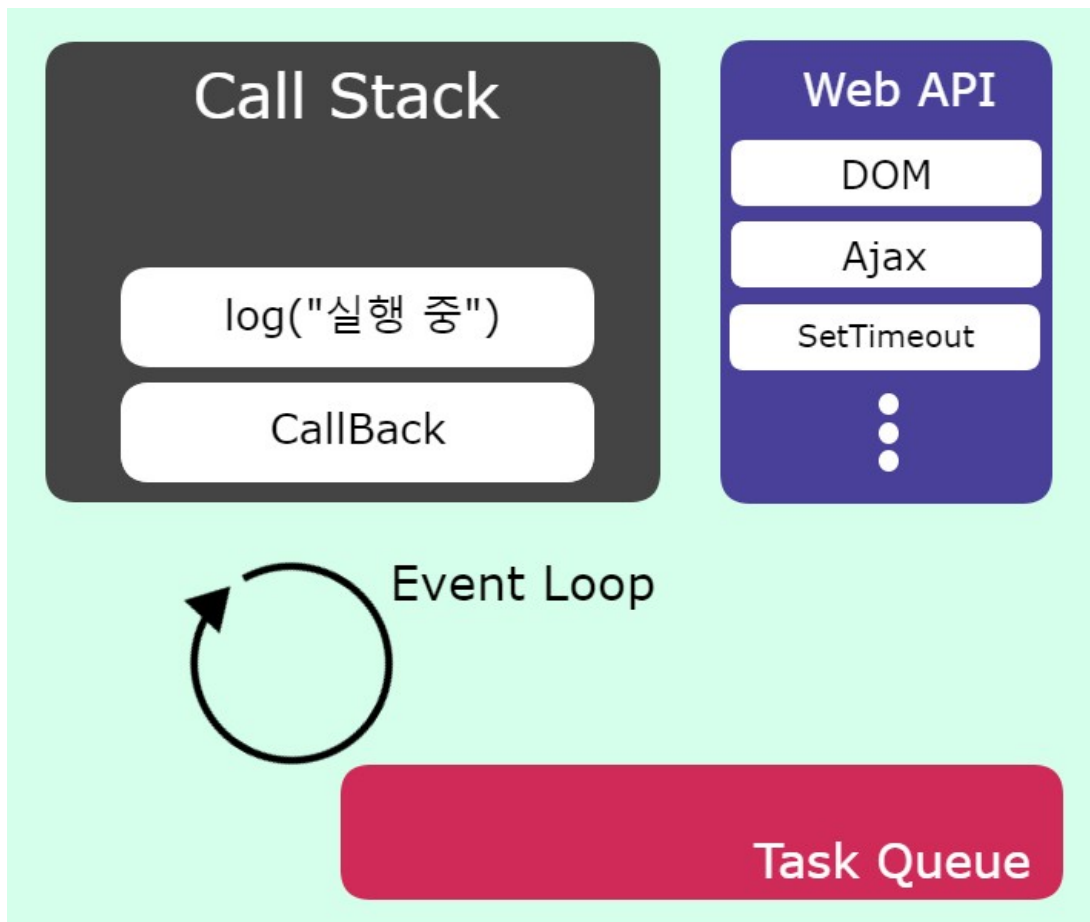 Call Stack
log("실행 중")
CallBack
Web API
DOM
Ajax
SetTimeout
Event Loop
Task Queue